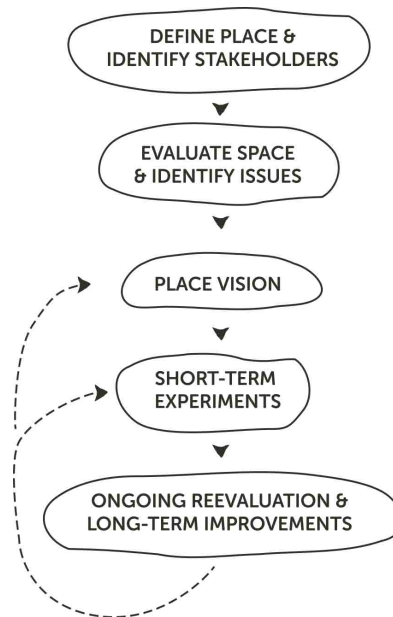 DEFINE PLACE &
IDENTIFY STAKEHOLDERS
EVALUATE SPACE
& IDENTIFY ISSUES
PLACE VISION
SHORT-TERM
EXPERIMENTS
ONGOING REEVALUATION &
LONG-TERM IMPROVEMENTS